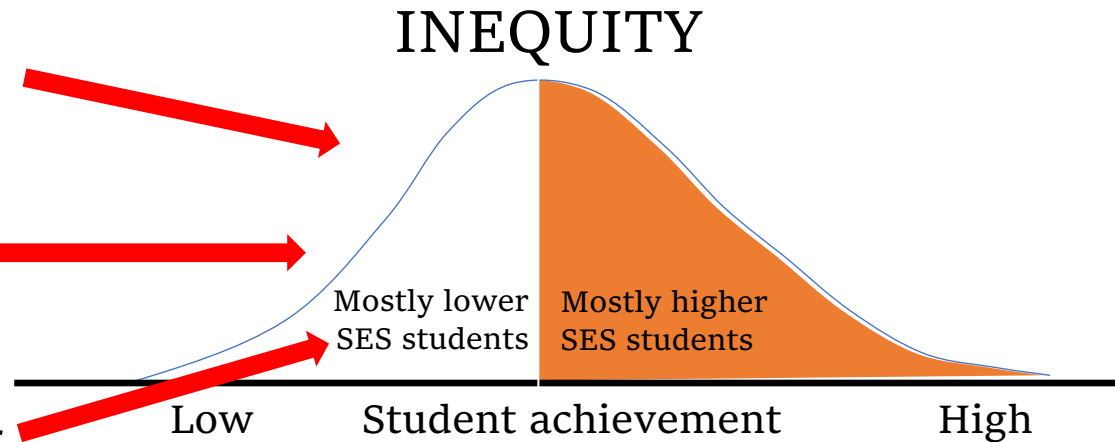 INEQUITY
Mostly lower
SES students
Mostly higher
SES students
Low
Student achievement
High